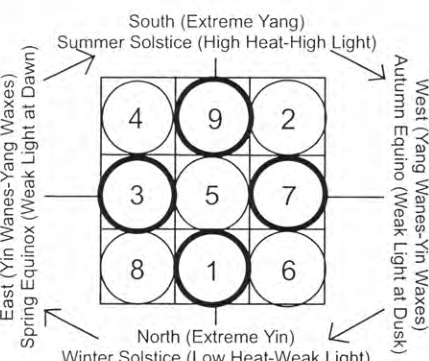 South (Extreme Yang)
Summer Solstice (High Heat-High Light)
East (Yin Wanes-Yang Waxes)
Spring Equinox (Weak Light at Dawn)
4 9 2
3 5 7
8 1 6
West (Yang Wanes-Yin Waxes)
Autumn Equino (Weak Light at Dusk)
North (Extreme Yin)
Winter Solstice (Low Heat-Weak Light)